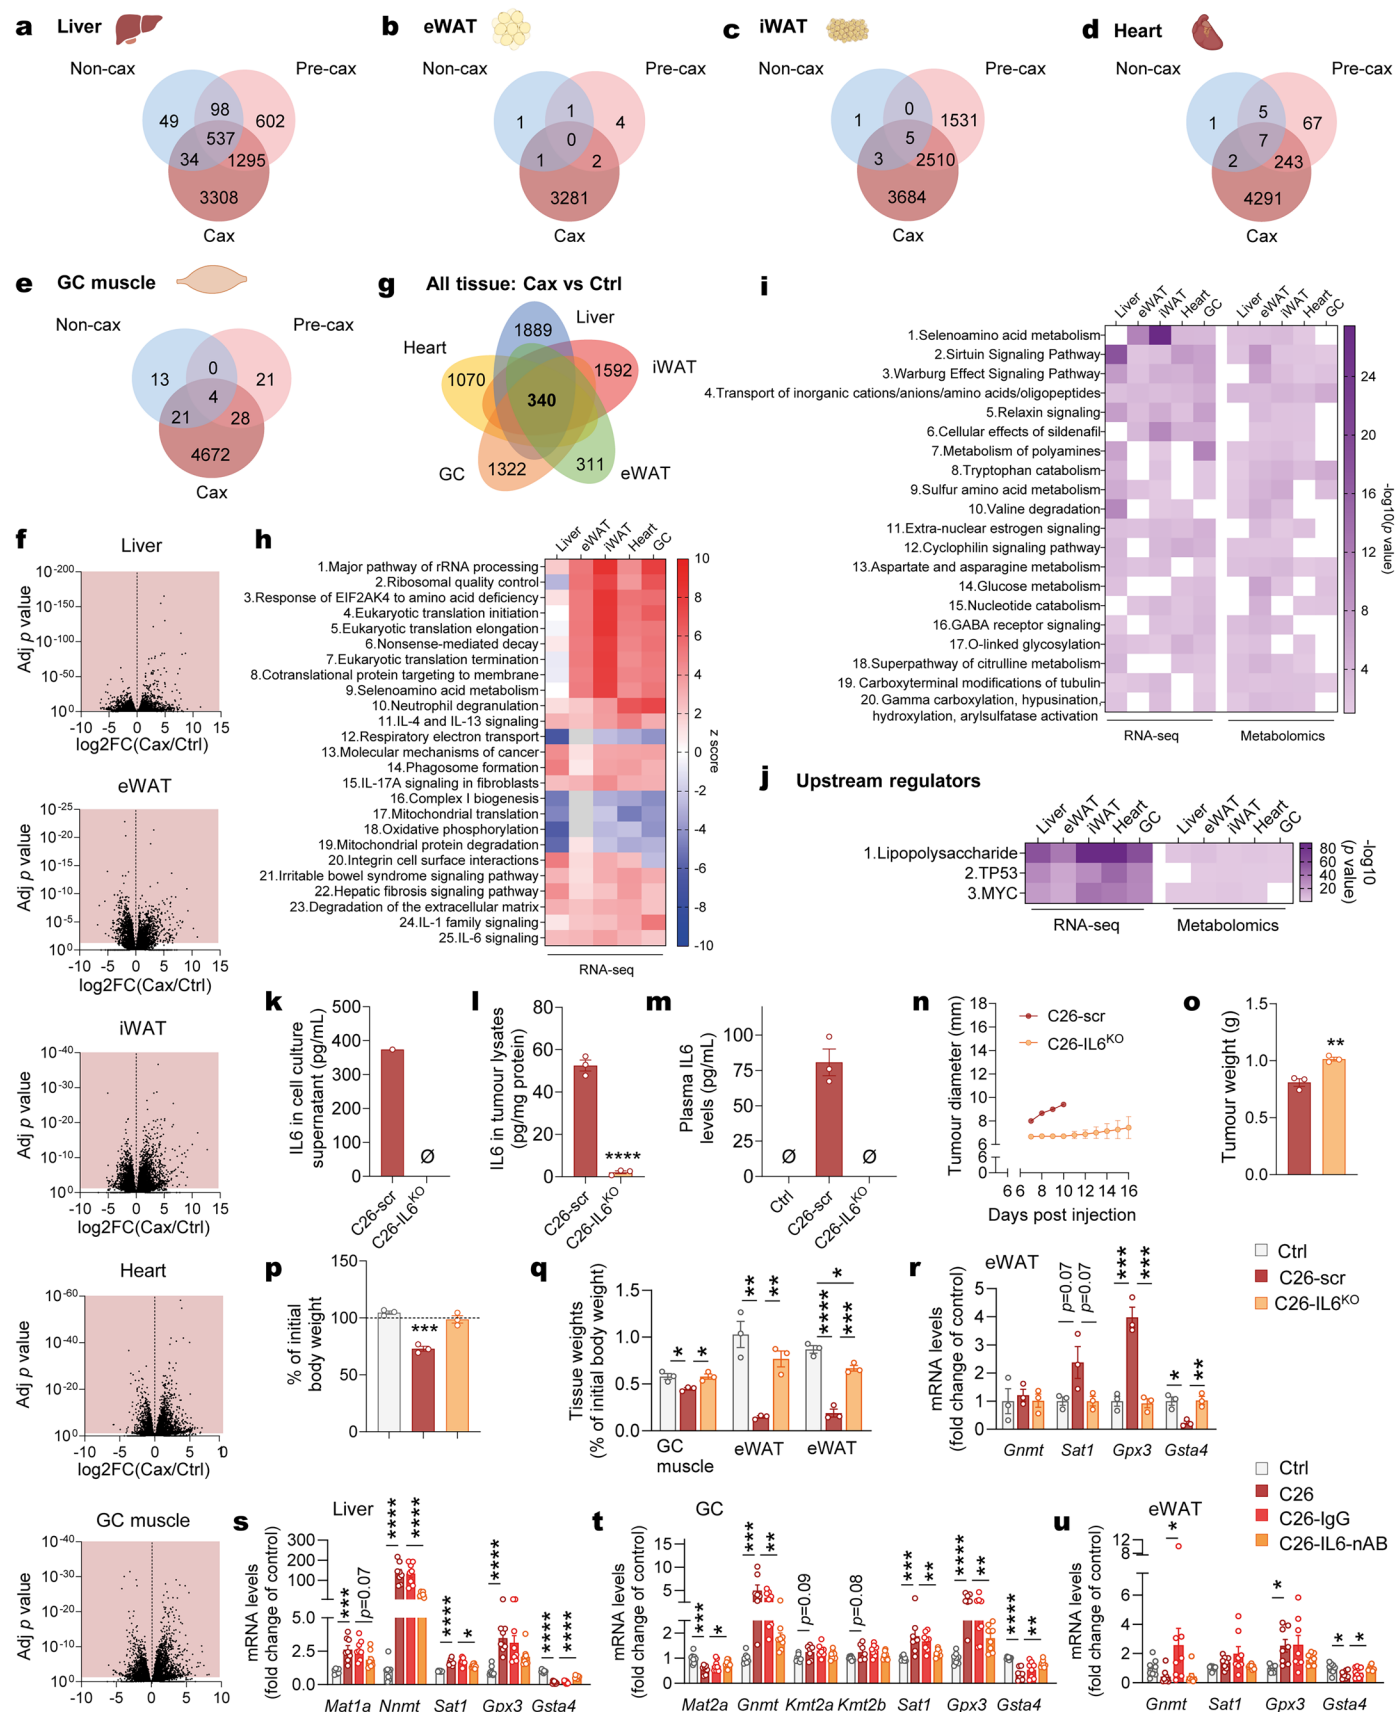 a Liver
Non-cax
Pre-cax
49
98
602
537
34
1295
3308
Cax
b eWAT
Non-cax
Pre-cax
1
1
4
0
1
2
3281
Cax
c iWAT
Non-cax
Pre-cax
1
0
1531
5
3
2510
3684
Cax
d Heart
Non-cax
Pre-cax
1
5
67
7
2
243
4291
Cax
e GC muscle
Non-cax
Pre-cax
13
0
21
4
21
28
4672
Cax
g All tissue: Cax vs Ctrl
1889
Liver
Heart
1592
iWAT
1070
340
GC
1322
311
eWAT
i
Liver eWAT iWAT Heart GC
Liver eWAT iWAT Heart GC
1.Selenoamino acid metabolism
2.Sirtuin Signaling Pathway
3.Warburg Effect Signaling Pathway
4.Transport of inorganic cations/anions/amino acids/oligopeptides
5.Relaxin signaling
6.Cellular effects of sildenafil
7.Metabolism of polyamines
8.Tryptophan catabolism
9.Sulfur amino acid metabolism
10.Valine degradation
11.Extra-nuclear estrogen signaling
12.Cyclophilin signaling pathway
13.Aspartate and asparagine metabolism
14.Glucose metabolism
15.Nucleotide catabolism
16.GABA receptor signaling
17.O-linked glycosylation
18.Superpathway of citrulline metabolism
19. Carboxyterminal modifications of tubulin
20. Gamma carboxylation, hypusination,
hydroxylation, arylsulfatase activation
RNA-seq
Metabolomics
24
20
16
12
8
4
-log10(p value)
f
Liver
Adj p value
10-200
10-150
10-100
10-50
100
-10 -5 0 5 10 15
log2FC(Cax/Ctrl)
eWAT
Adj p value
10-25
10-20
10-15
10-10
10-5
100
-10 -5 0 5 10 15
log2FC(Cax/Ctrl)
iWAT
Adj p value
10-40
10-30
10-20
10-10
100
-10 -5 0 5 10 15
log2FC(Cax/Ctrl)
Heart
Adj p value
10-60
10-40
10-20
100
-10 -5 0 5
log2FC(Cax/Ctrl)
GC muscle
Adj p value
10-40
10-30
10-20
10-10
100
-10 -5 0 5 10
log2FC(Cax/Ctrl)
h
Liver eWAT iWAT Heart GC
1.Major pathway of rRNA processing
2.Ribosomal quality control
3.Response of EIF2AK4 to amino acid deficiency
4.Eukaryotic translation initiation
5.Eukaryotic translation elongation
6.Nonsense-mediated decay
7.Eukaryotic translation termination
8.Cotranslational protein targeting to membrane
9.Selenoamino acid metabolism
10.Neutrophil degranulation
11.IL-4 and IL-13 signaling
12.Respiratory electron transport
13.Molecular mechanisms of cancer
14.Phagosome formation
15.IL-17A signaling in fibroblasts
16.Complex I biogenesis
17.Mitochondrial translation
18.Oxidative phosphorylation
19.Mitochondrial protein degradation
20.Integrin cell surface interactions
21.Irritable bowel syndrome signaling pathway
22.Hepatic fibrosis signaling pathway
23.Degradation of the extracellular matrix
24.IL-1 family signaling
25.IL-6 signaling
RNA-seq
10
8
6
4
2
0
-2
-4
-6
-8
-10
z score
j Upstream regulators
Liver eWAT iWAT Heart GC
Liver eWAT iWAT Heart GC
1.Lipopolysaccharide
2.TP53
3.MYC
RNA-seq
Metabolomics
80
60
40
20
-log10
(p value)
k
IL6 in cell culture
supernatant (pg/mL)
500
400
300
200
100
0
Ø
C26-scr
C26-IL6KO
l
IL6 in tumour lysates
(pg/mg protein)
80
60
40
20
0
****
C26-scr
C26-IL6KO
m
Plasma IL6
levels (pg/mL)
100
75
50
25
0
Ø
Ø
Ctrl
C26-scr
C26-IL6KO
n
Tumour diameter (mm)
18
16
14
12
10
8
6
6
0
C26-scr
C26-IL6KO
6 6 8 10 12 14 16
Days post injection
o
Tumour weight (g)
1.5
1.0
0.5
0.0
**
Ctrl
C26-scr
C26-IL6KO
p
% of initial
body weight
150
100
50
0
***
q
Tissue weights
(% of initial body weight)
1.5
1.0
0.5
0.0
* *
** **
*
**** ***
GC
muscle
eWAT
eWAT
r
eWAT
mRNA levels
(fold change of control)
5
4
3
2
1
0
p=0.07
p=0.07
*** ***
* **
Gnmt Sat1 Gpx3 Gsta4
Ctrl
C26
C26-IgG
C26-IL6-nAB
s
Liver
mRNA levels
(fold change of control)
300
200
100
5.0
2.5
0.0
***
p=0.07
**** ****
**** *
****
**** ****
Mat1a Nnmt Sat1 Gpx3 Gsta4
t
GC
mRNA levels
(fold change of control)
15
10
5
2
1
0
*** *
*** **
p=0.09
p=0.08
*** **
**** **
**** **
Mat2a Gnmt Kmt2a Kmt2b Sat1 Gpx3 Gsta4
u
eWAT
mRNA levels
(fold change of control)
12
8
6
4
2
0
*
*
* *
Gnmt Sat1 Gpx3 Gsta4